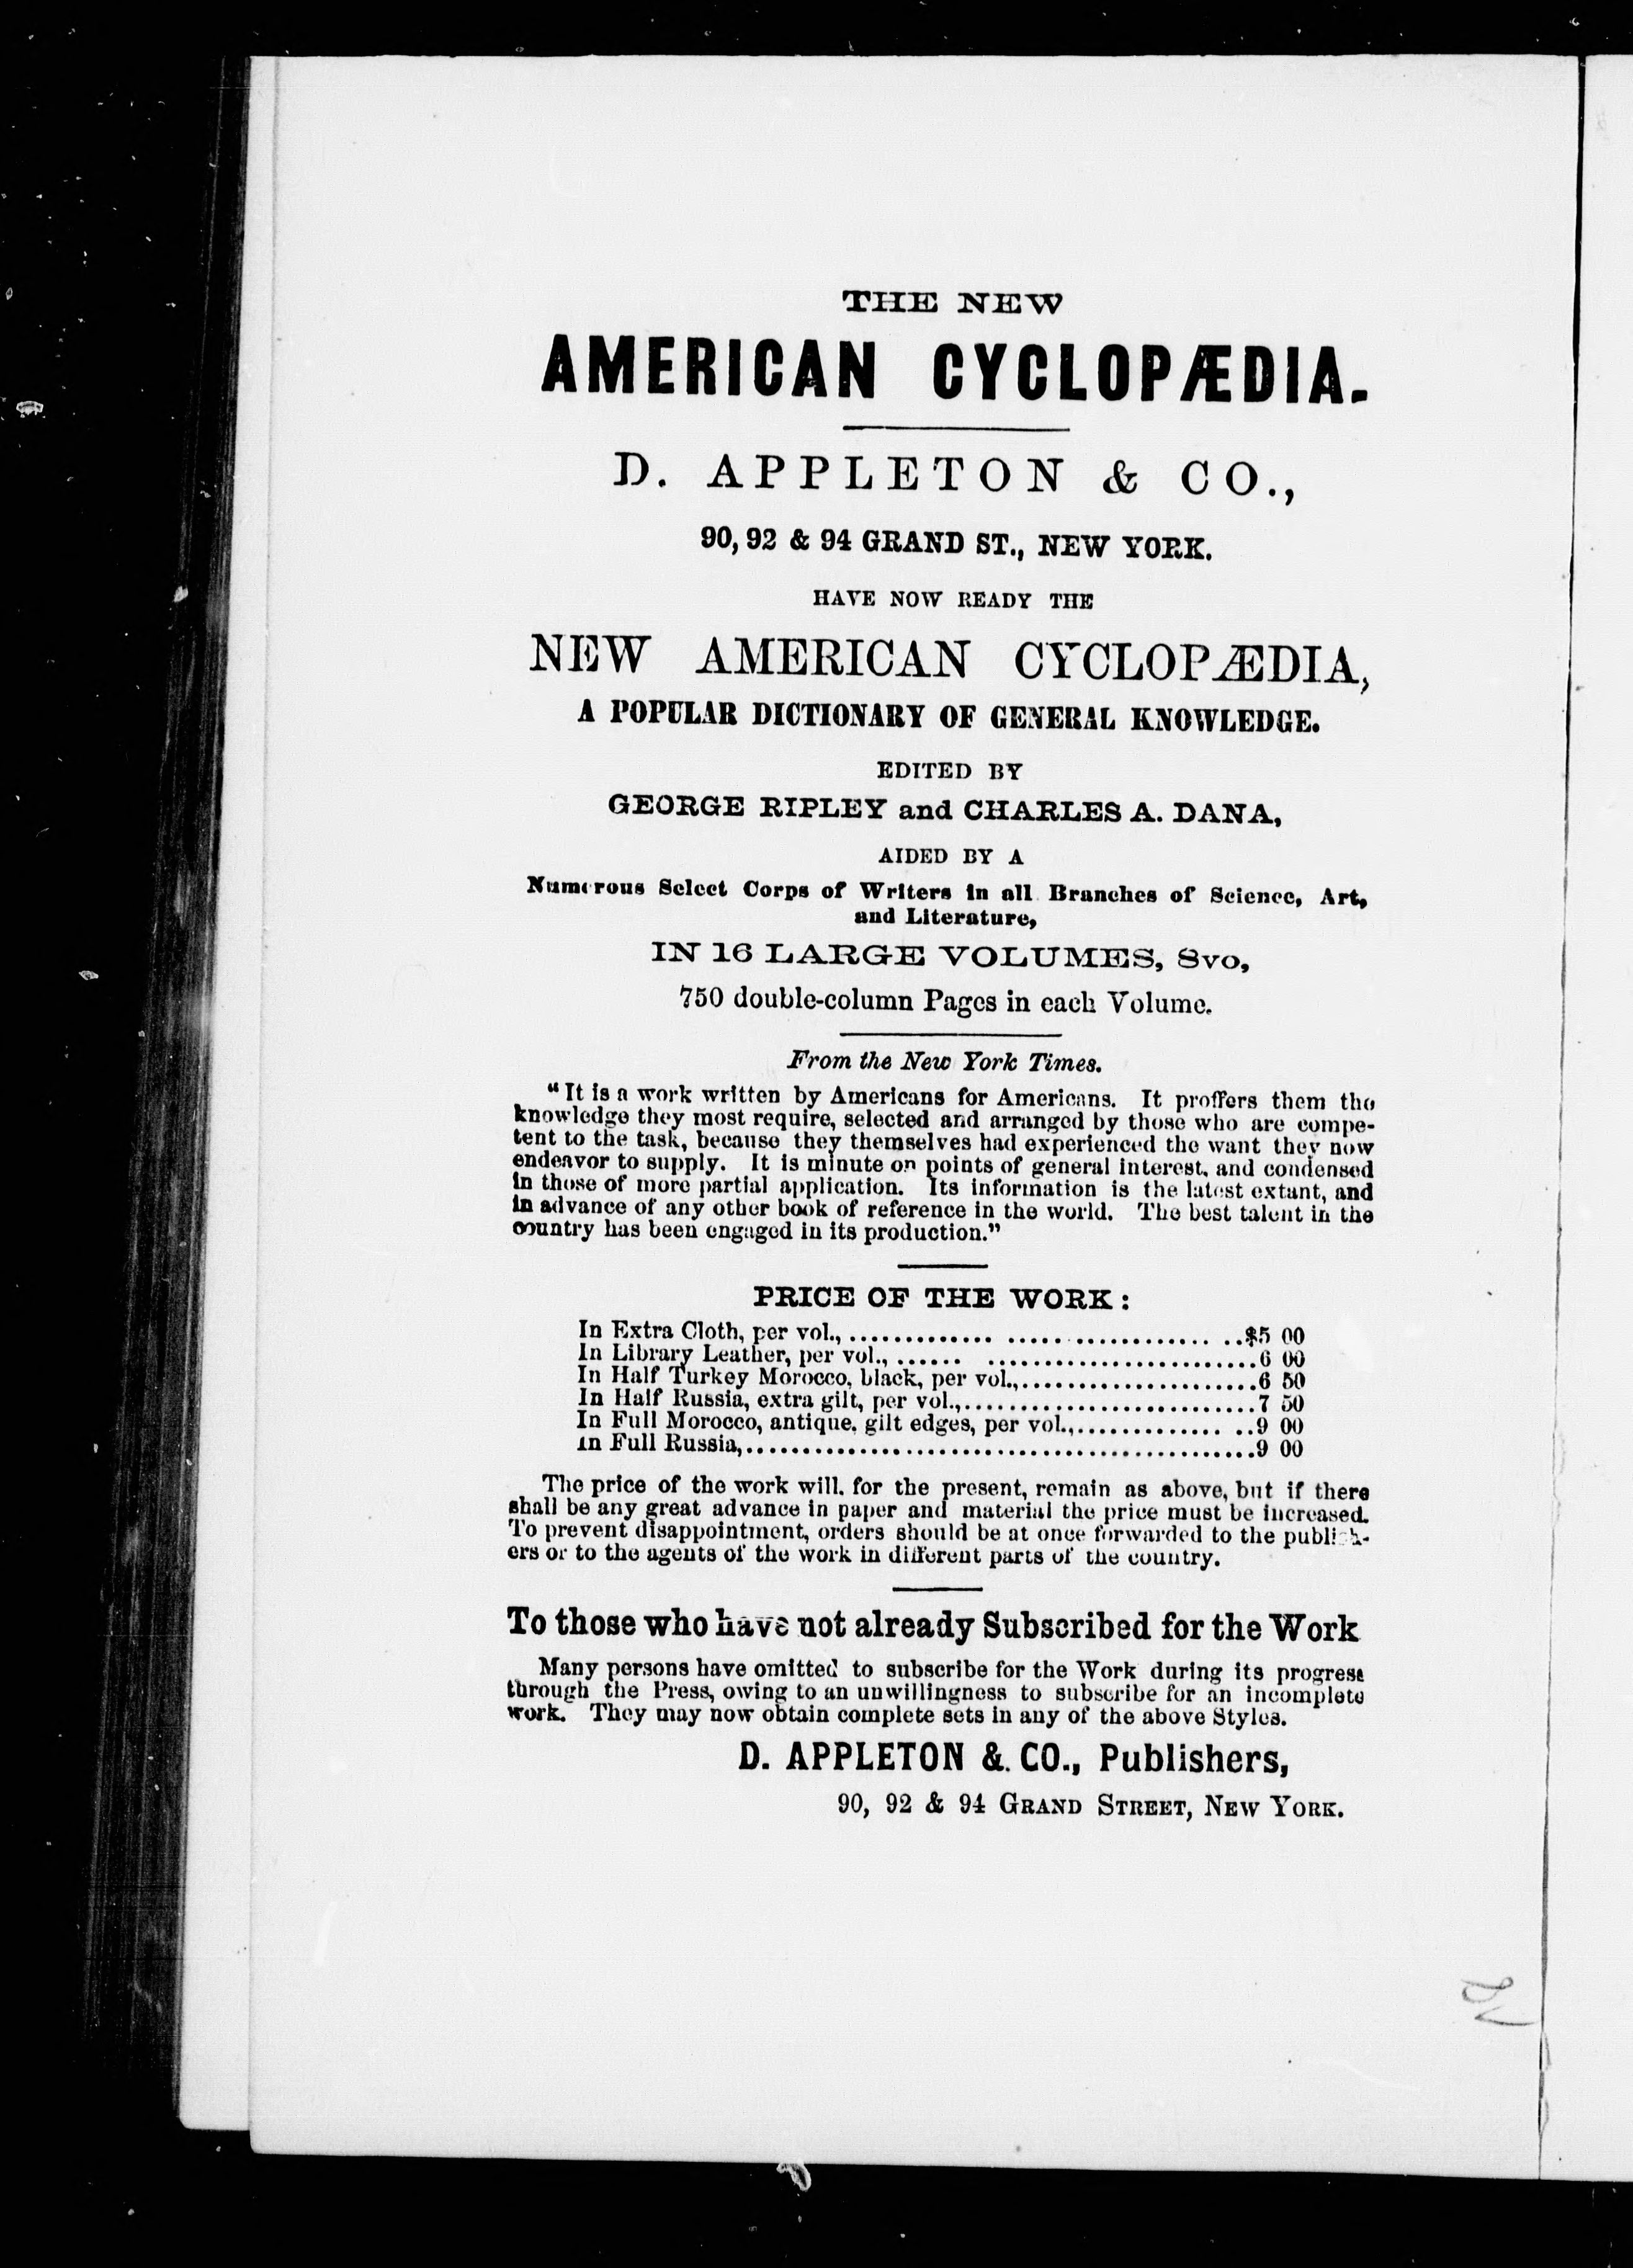 THE NEW
AMERICAN CYCLOPÆDIA.
D. APPLETON & CO.,
90, 92 & 94 GRAND ST., NEW YORK.
HAVE NOW READY THE
NEW AMERICAN CYCLOPÆDIA,
A POPULAR DICTIONARY OF GENERAL KNOWLEDGE.
EDITED BY
GEORGE RIPLEY and CHARLES A. DANA,
AIDED BY A
Numerous Select Corps of Writers in all Branches of Science, Art,
and Literature,
IN 16 LARGE VOLUMES, 8vo,
750 double-column Pages in each Volume.
From the New York Times.
"It is a work written by Americans for Americans. It proffers them the
knowledge they most require, selected and arranged by those who are compe-
tent to the task, because they themselves had experienced the want they now
endeavor to supply. It is minute on points of general interest, and condensed
in those of more partial application. Its information is the latest extant, and
in advance of any other book of reference in the world. The best talent in the
country has been engaged in its production."
PRICE OF THE WORK:
In Extra Cloth, per vol., ........................................$5 00
In Library Leather, per vol., ........................................6 00
In Half Turkey Morocco, black, per vol.,........................6 50
In Half Russia, extra gilt, per vol.,..............................7 50
In Full Morocco, antique, gilt edges, per vol.,................9 00
In Full Russia,......................................................9 00
The price of the work will, for the present, remain as above, but if there
shall be any great advance in paper and material the price must be increased.
To prevent disappointment, orders should be at once forwarded to the publish-
ers or to the agents of the work in different parts of the country.
To those who have not already Subscribed for the Work
Many persons have omitted to subscribe for the Work during its progress
through the Press, owing to an unwillingness to subscribe for an incomplete
work. They may now obtain complete sets in any of the above Styles.
D. APPLETON & CO., Publishers,
90, 92 & 94 GRAND STREET, NEW YORK.